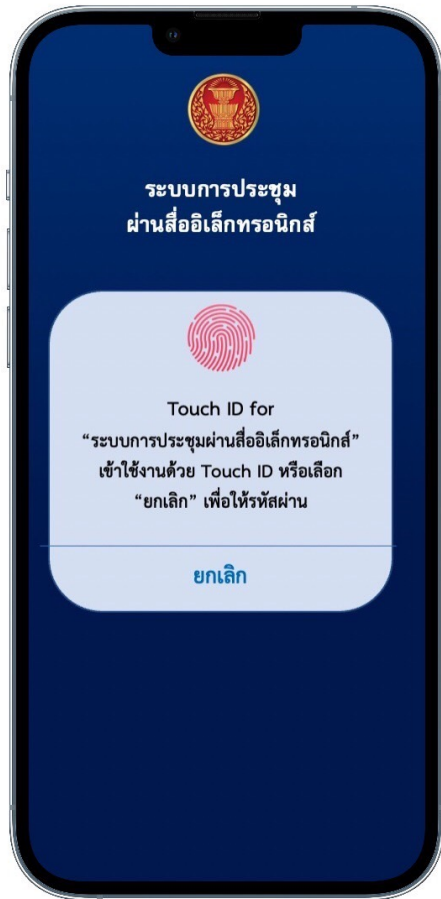 ระบบการประชุม
ผ่านสื่ออิเล็กทรอนิกส์
Touch ID for
“ระบบการประชุมผ่านสื่ออิเล็กทรอนิกส์”
เข้าใช้งานด้วย Touch ID หรือเลือก
“ยกเลิก” เพื่อให้รหัสผ่าน
ยกเลิก